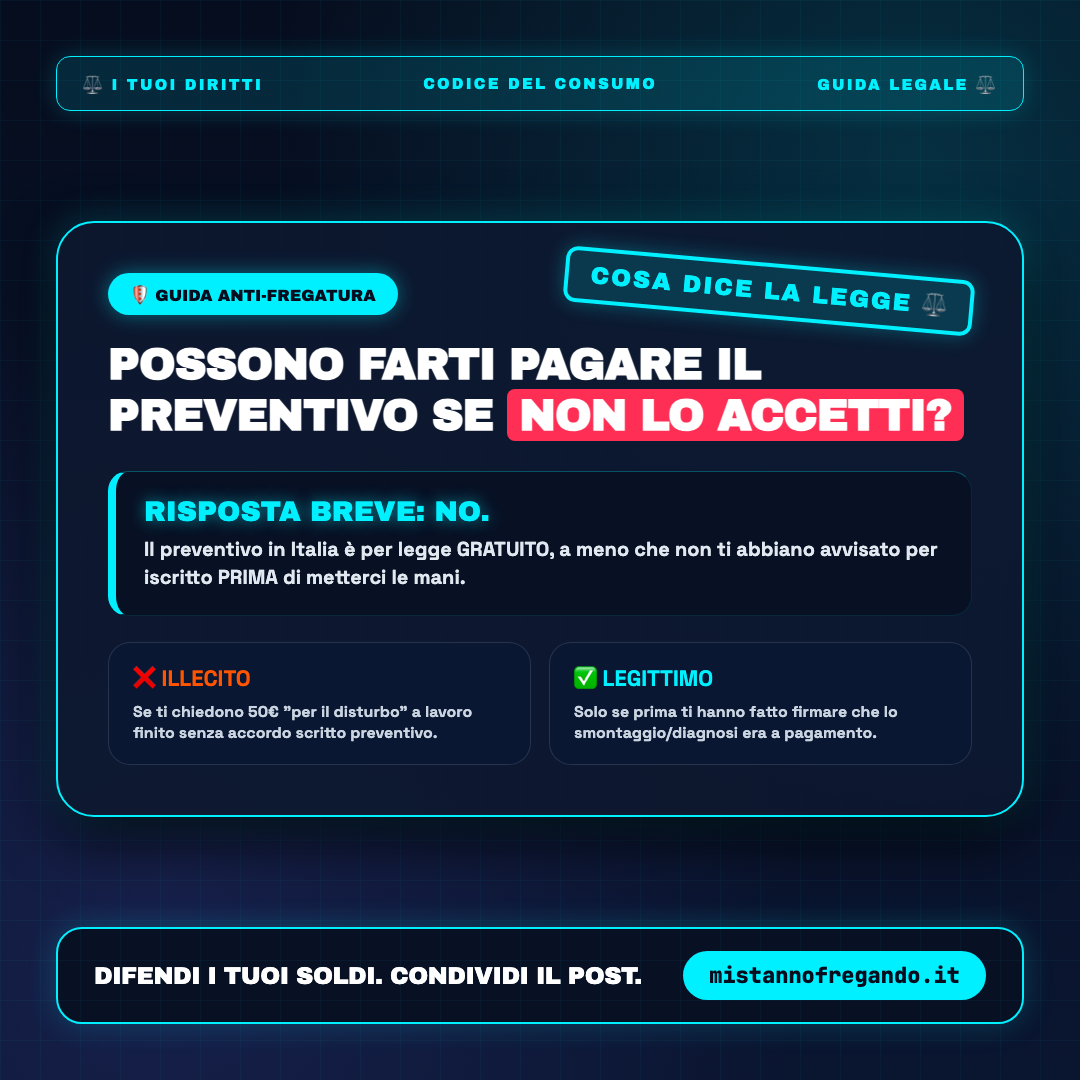 ⚖️ I TUOI DIRITTI
CODICE DEL CONSUMO
GUIDA LEGALE ⚖️
🛡️ GUIDA ANTI-FREGATURA
COSA DICE LA LEGGE ⚖️
POSSONO FARTI PAGARE IL
PREVENTIVO SE NON LO ACCETTI?
RISPOSTA BREVE: NO.
Il preventivo in Italia è per legge GRATUITO, a meno che non ti abbiano avvisato per
iscritto PRIMA di metterci le mani.
❌ ILLECITO
Se ti chiedono 50€ "per il disturbo" a lavoro
finito senza accordo scritto preventivo.
✅ LEGITTIMO
Solo se prima ti hanno fatto firmare che lo
smontaggio/diagnosi era a pagamento.
DIFENDI I TUOI SOLDI. CONDIVIDI IL POST.
mistannofregando.it